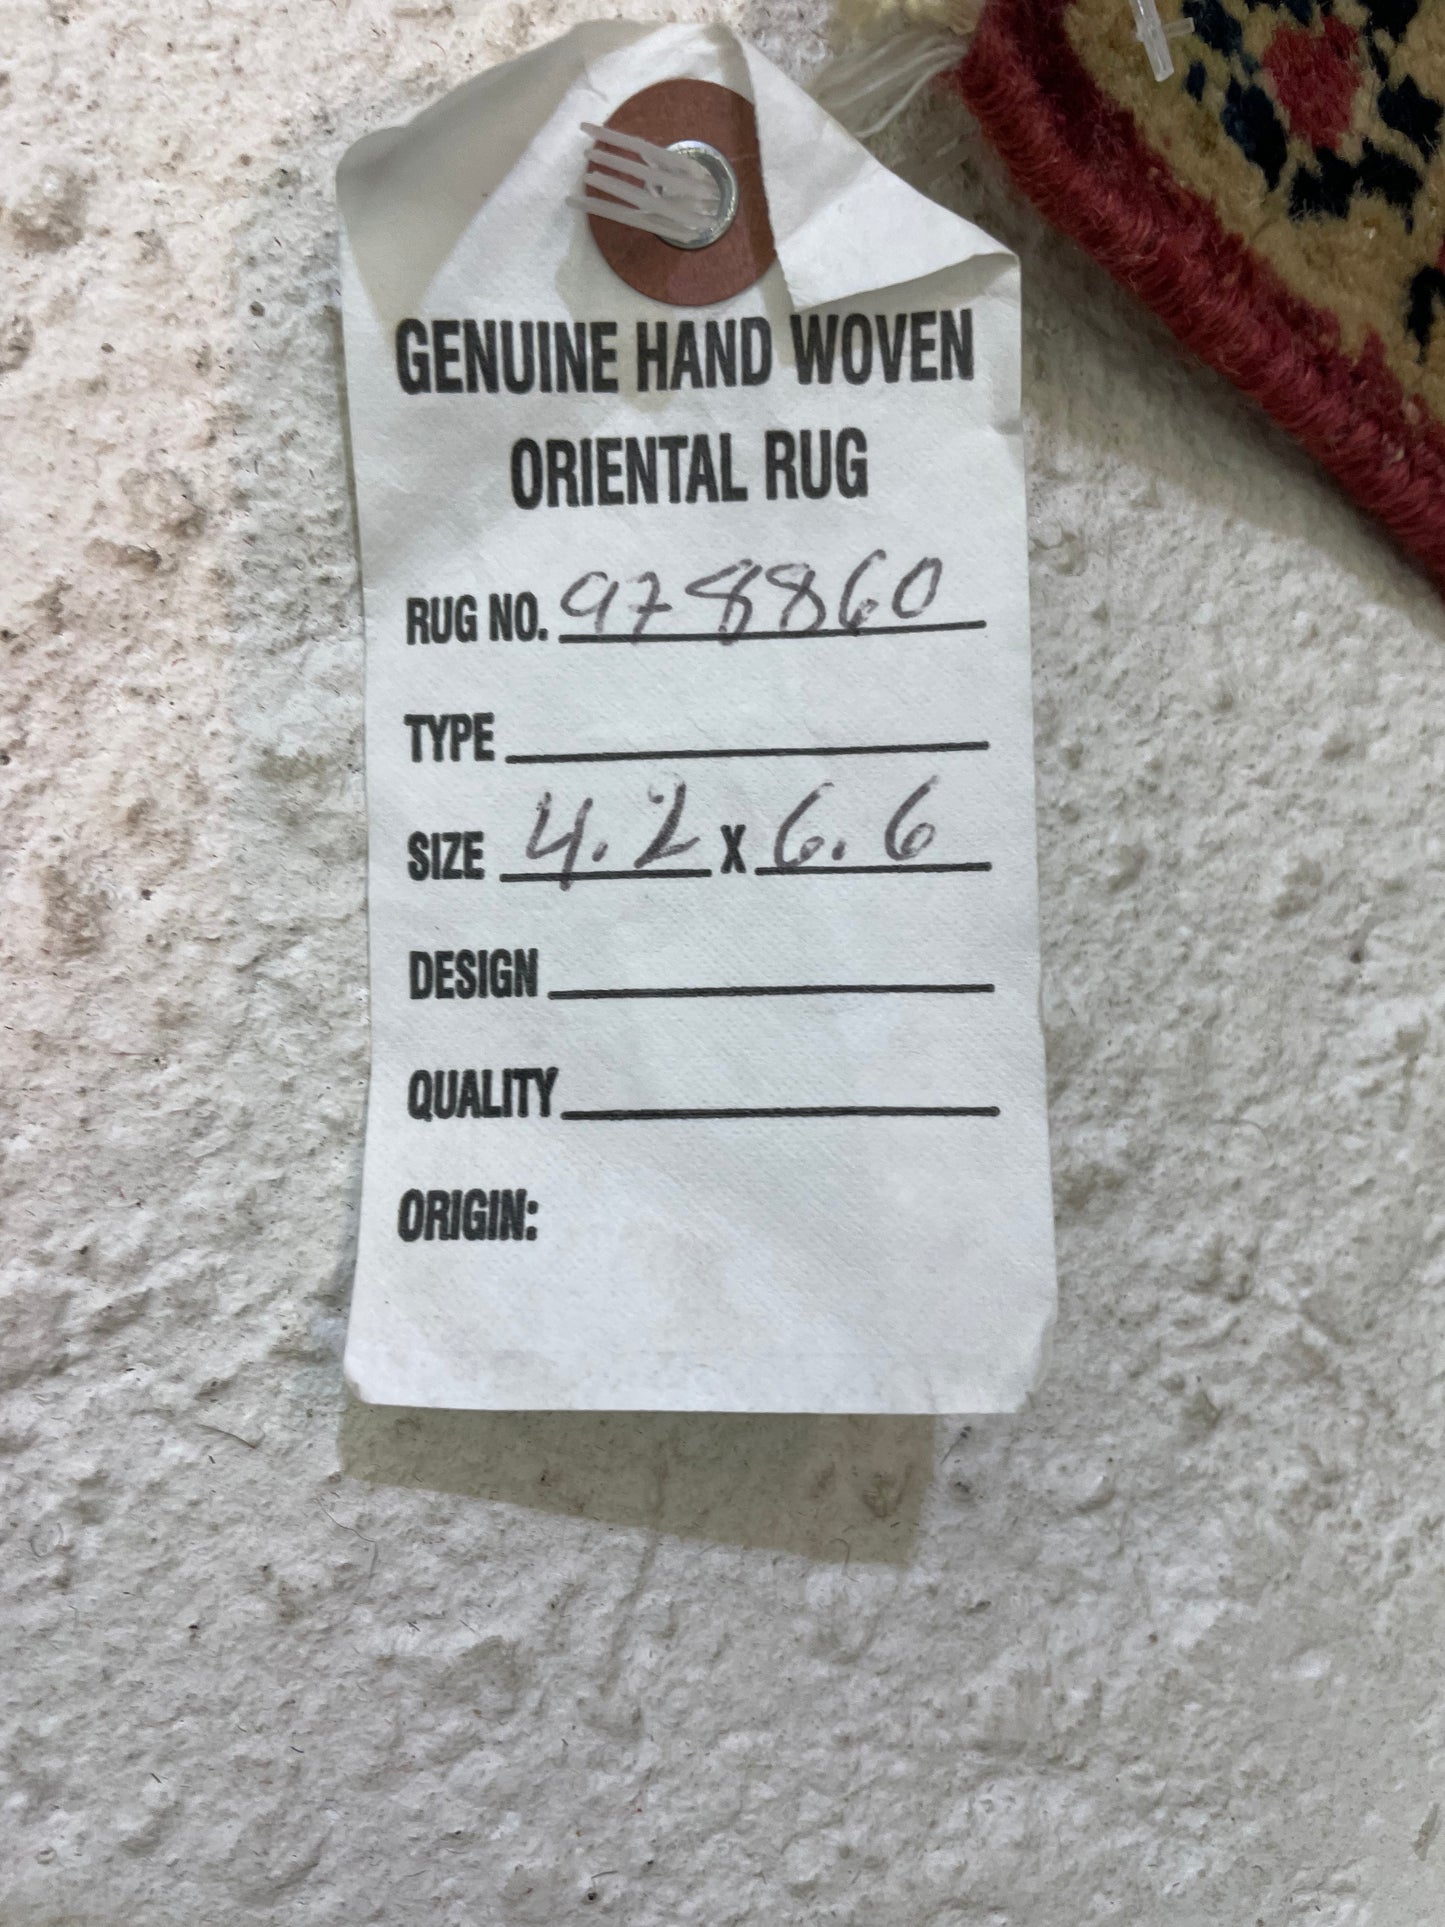 GENUINE HAND WOVEN
ORIENTAL RUG
RUG NO. 978860
TYPE
SIZE 4.2 X 6.6
DESIGN
QUALITY
ORIGIN: